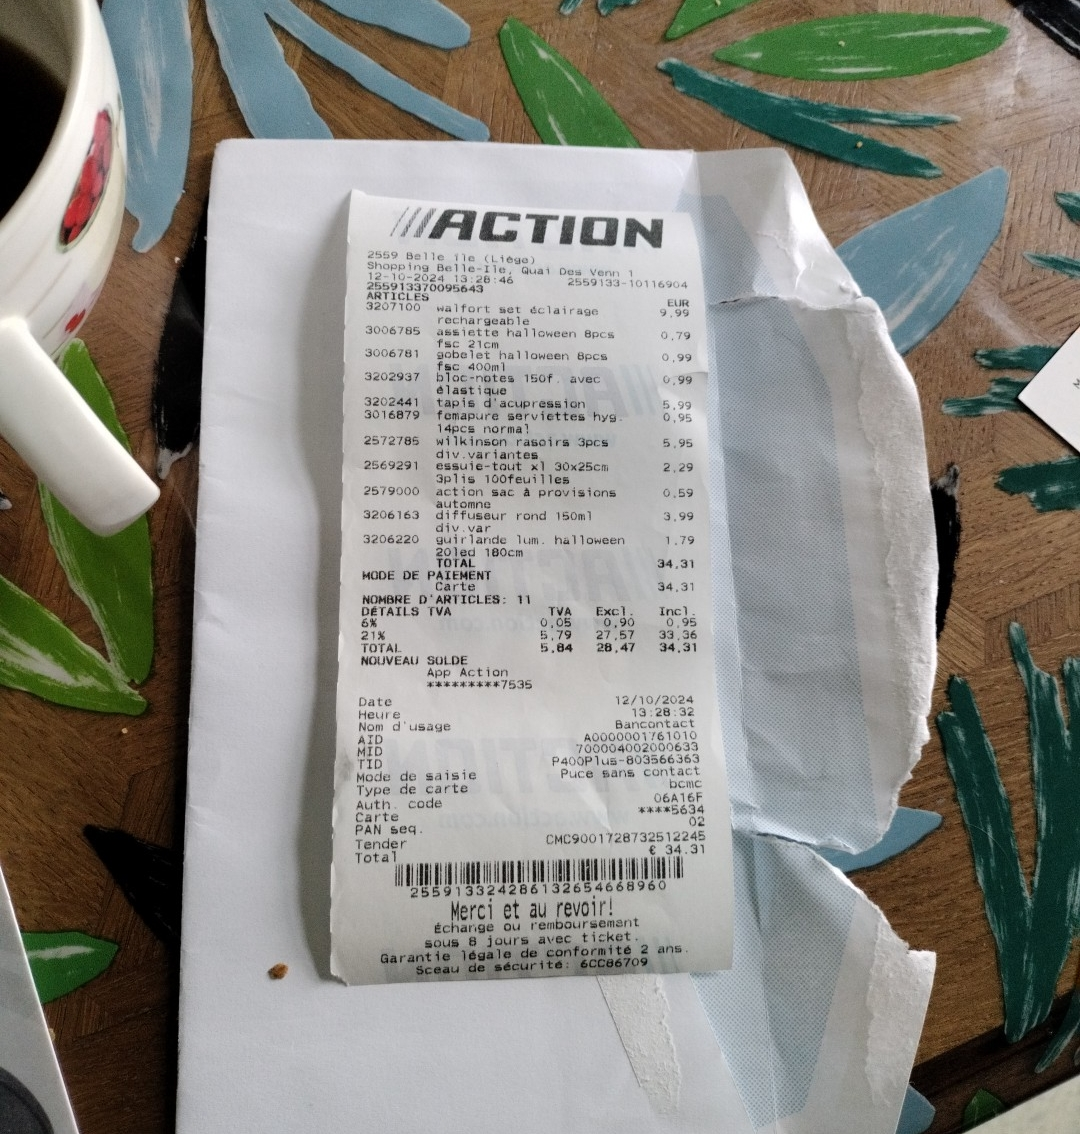 ///ACTION
2559 Belle île (Liège)
Shopping Belle-Ile, Quai Des Venn 1
12-10-2024 13:28:46 2559133-10116904
255913370095643
ARTICLES EUR
3207100 walfort set éclairage 9,99
rechargeable
3006785 assiette halloween 8pcs 0,79
fsc 21cm
3006781 gobelet halloween 8pcs 0,99
fsc 400ml
3202937 bloc-notes 150f. avec 0,99
élastique
3202441 tapis d'acupression 5,99
3016879 femapure serviettes hyg. 0,95
14pcs normal
2572785 wilkinson rasoirs 3pcs 5,95
div.variantes
2569291 essuie-tout xl 30x25cm 2,29
3plis 100feuilles
2579000 action sac à provisions 0,59
automne
3206163 diffuseur rond 150ml 3,99
div.var
3206220 guirlande lum. halloween 1,79
20led 180cm
TOTAL 34,31
MODE DE PAIEMENT
Carte 34,31
NOMBRE D'ARTICLES: 11
DÉTAILS TVA TVA Excl. Incl.
6% 0,05 0,90 0,95
21% 5,79 27,57 33,36
TOTAL 5,84 28,47 34,31
NOUVEAU SOLDE
App Action
*********7535
Date 12/10/2024
Heure 13:28:32
Nom d'usage Bancontact
AID A0000001761010
MID 700004002000633
TID P400Plus-803566363
Mode de saisie Puce sans contact
Type de carte bcmc
Auth. code 06A16F
Carte ****5634
PAN seq. 02
Tender CMC9001728732512245
Total € 34.31
255913324286132654668960
Merci et au revoir!
Échange ou remboursemant
sous 8 jours avec ticket.
Garantie légale de conformité 2 ans.
Sceau de sécurité: 6CC86709